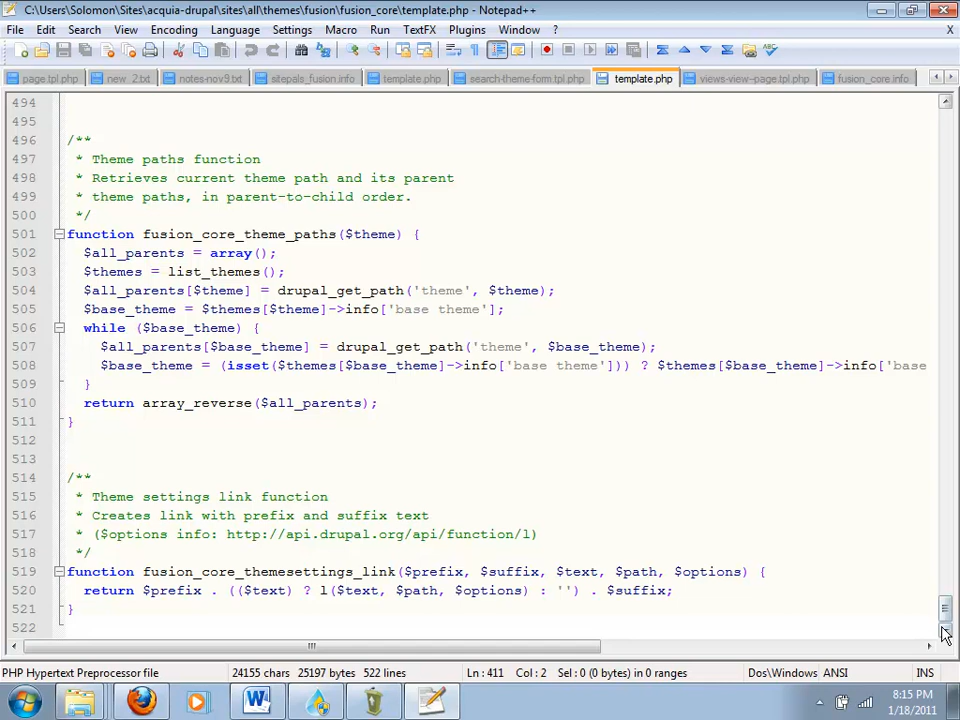 C:\Users\Solomon\Sites\acquia-drupal\sites\all\themes\fusion\fusion_core\template.php - Notepad++
File Edit Search View Encoding Language Settings Macro Run TextFX Plugins Window ? X
page.tpl.php new 2.txt notes-nov9.txt sitepals_fusion.info template.php search-theme-form.tpl.php template.php views-view--page.tpl.php fusion_core.info
494
495
496 /**
497 * Theme paths function
498 * Retrieves current theme path and its parent
499 * theme paths, in parent-to-child order.
500 */
501 function fusion_core_theme_paths($theme) {
502 $all_parents = array();
503 $themes = list_themes();
504 $all_parents[$theme] = drupal_get_path('theme', $theme);
505 $base_theme = $themes[$theme]->info['base theme'];
506 while ($base_theme) {
507 $all_parents[$base_theme] = drupal_get_path('theme', $base_theme);
508 $base_theme = (isset($themes[$base_theme]->info['base theme'])) ? $themes[$base_theme]->info['base
509 }
510 return array_reverse($all_parents);
511 }
512
513
514 /**
515 * Theme settings link function
516 * Creates link with prefix and suffix text
517 * ($options info: http://api.drupal.org/api/function/l)
518 */
519 function fusion_core_themesettings_link($prefix, $suffix, $text, $path, $options) {
520 return $prefix . (($text) ? l($text, $path, $options) : '') . $suffix;
521 }
522
PHP Hypertext Preprocessor file 24155 chars 25197 bytes 522 lines Ln : 411 Col : 2 Sel : 0 (0 bytes) in 0 ranges Dos\Windows ANSI INS
8:15 PM
1/18/2011